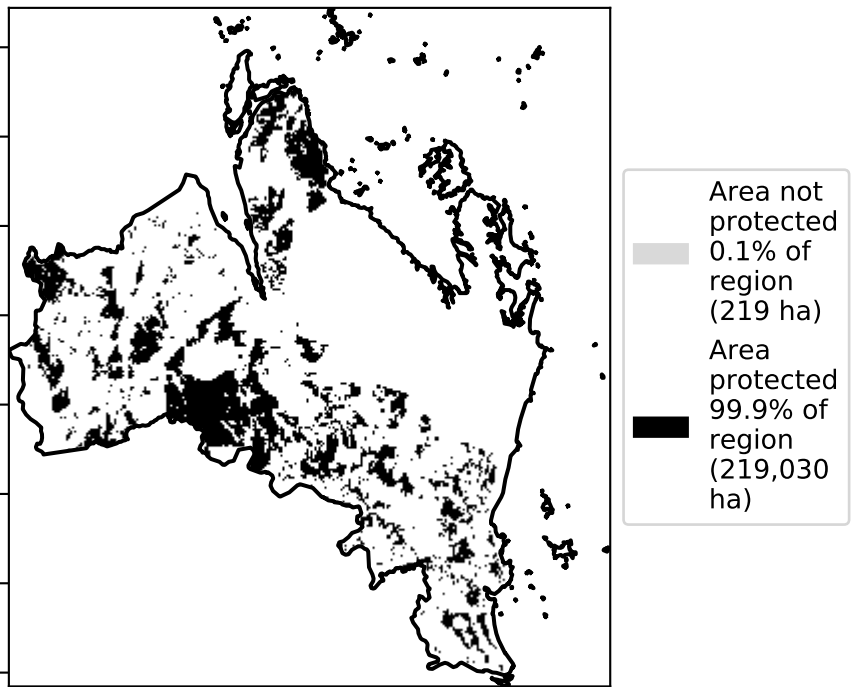 Area not
protected
0.1% of
region
(219 ha)
Area
protected
99.9% of
region
(219,030
ha)